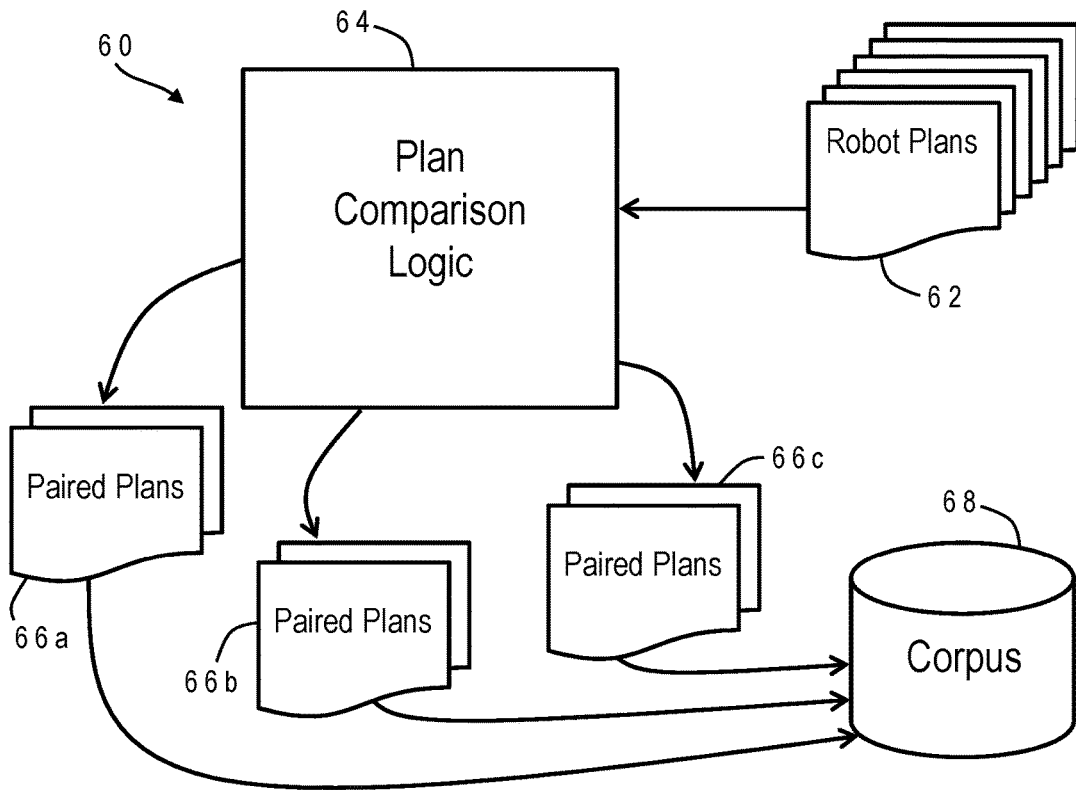 60
64
Plan
Comparison
Logic
Robot Plans
62
Paired Plans
66a
Paired Plans
66b
Paired Plans
66c
68
Corpus